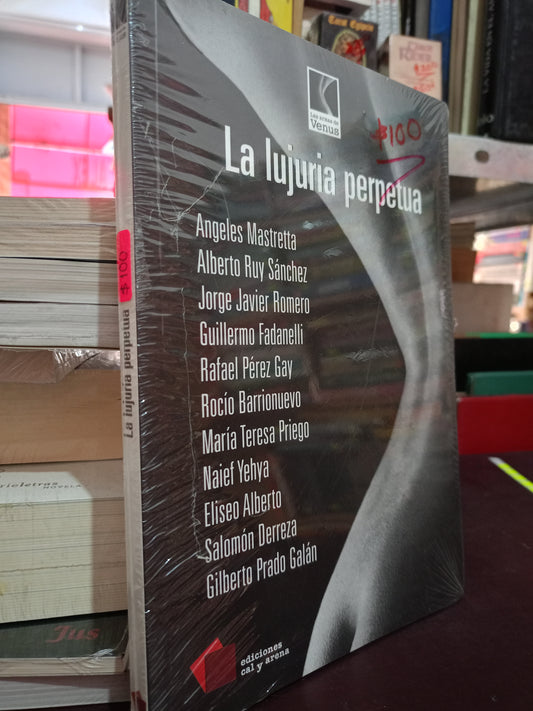 Las zonas de
Venus
$100
La lujuria perpetua
Angeles Mastretta
Alberto Ruy Sánchez
Jorge Javier Romero
Guillermo Fadanelli
Rafael Pérez Gay
Rocío Barrionuevo
María Teresa Priego
Naief Yehya
Eliseo Alberto
Salomón Derreza
Gilberto Prado Galán
ediciones
cal y arena
$100
La lujuria perpetua
NOVELA
Jus